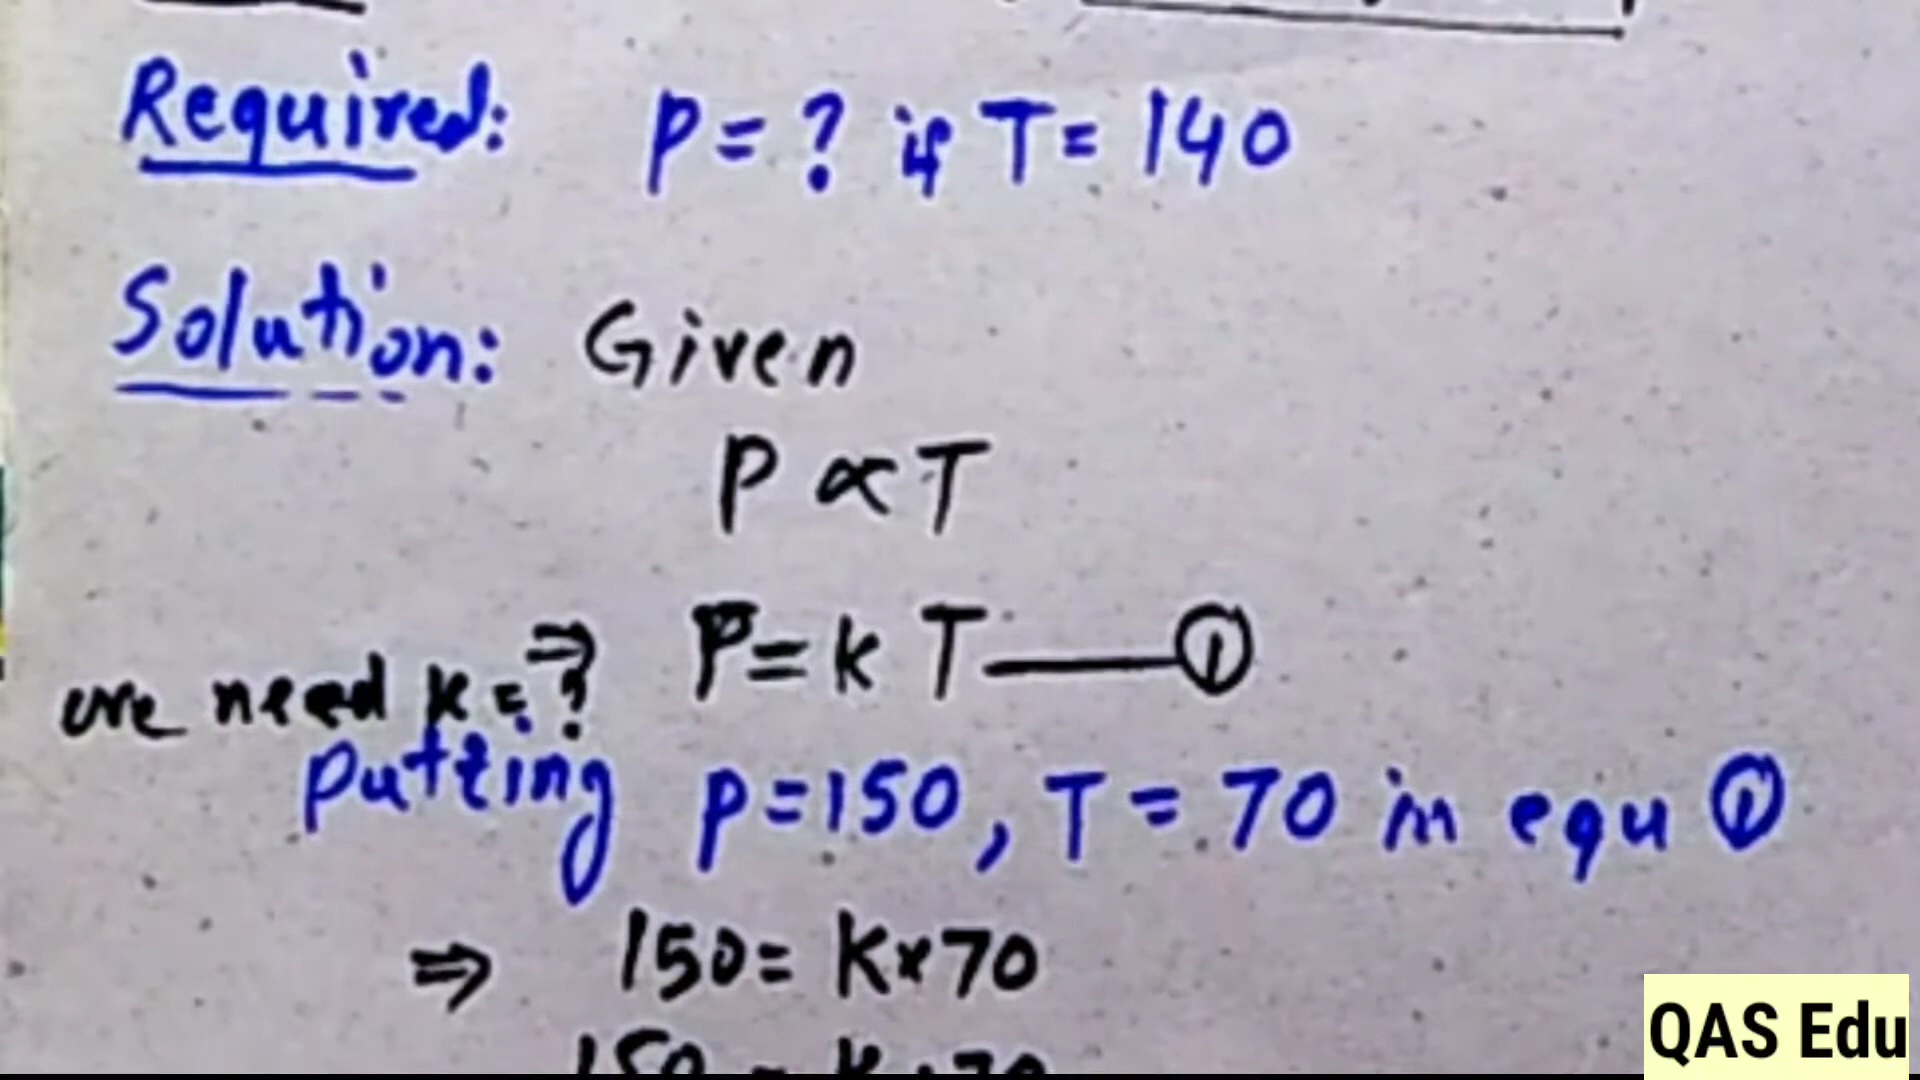 Required: P = ? if T = 140
Solution: Given
P ∝ T
⇒ P = k T —— ①
we need k = ?
Putting P = 150, T = 70 in equ ①
⇒ 150 = K × 70
QAS Edu